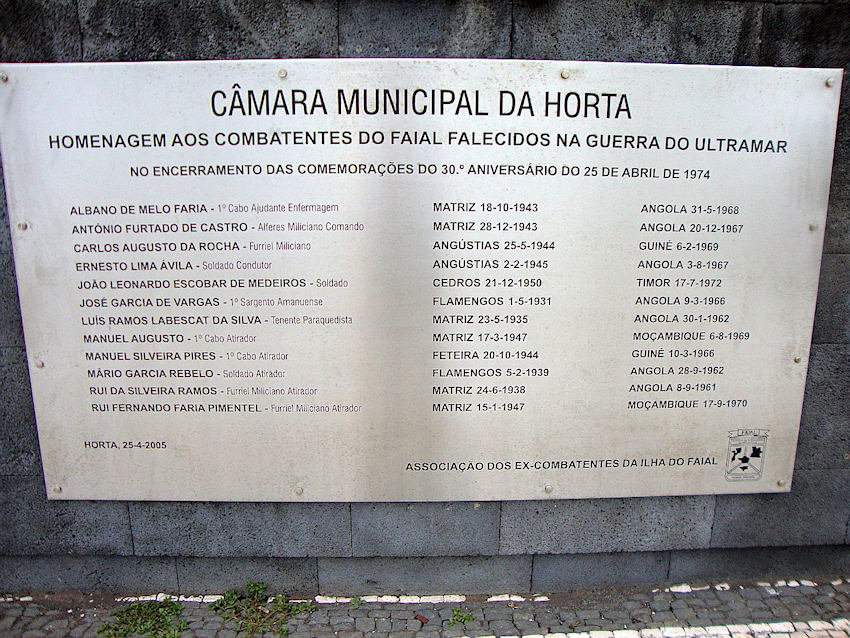 CÂMARA MUNICIPAL DA HORTA
HOMENAGEM AOS COMBATENTES DO FAIAL FALECIDOS NA GUERRA DO ULTRAMAR
NO ENCERRAMENTO DAS COMEMORAÇÕES DO 30.º ANIVERSÁRIO DO 25 DE ABRIL DE 1974
ALBANO DE MELO FARIA - 1º Cabo Ajudante Enfermagem MATRIZ 18-10-1943 ANGOLA 31-5-1968
ANTÓNIO FURTADO DE CASTRO - Alferes Miliciano Comando MATRIZ 28-12-1943 ANGOLA 20-12-1967
CARLOS AUGUSTO DA ROCHA - Furriel Miliciano ANGÚSTIAS 25-5-1944 GUINÉ 6-2-1969
ERNESTO LIMA ÁVILA - Soldado Condutor ANGÚSTIAS 2-2-1945 ANGOLA 3-8-1967
JOÃO LEONARDO ESCOBAR DE MEDEIROS - Soldado CEDROS 21-12-1950 TIMOR 17-7-1972
JOSÉ GARCIA DE VARGAS - 1º Sargento Amanuense FLAMENGOS 1-5-1931 ANGOLA 9-3-1966
LUÍS RAMOS LABESCAT DA SILVA - Tenente Paraquedista MATRIZ 23-5-1935 ANGOLA 30-1-1962
MANUEL AUGUSTO - 1º Cabo Atirador MATRIZ 17-3-1947 MOÇAMBIQUE 6-8-1969
MANUEL SILVEIRA PIRES - 1º Cabo Atirador FETEIRA 20-10-1944 GUINÉ 10-3-1966
MÁRIO GARCIA REBELO - Soldado Atirador FLAMENGOS 5-2-1939 ANGOLA 28-9-1962
RUI DA SILVEIRA RAMOS - Furriel Miliciano Atirador MATRIZ 24-6-1938 ANGOLA 8-9-1961
RUI FERNANDO FARIA PIMENTEL - Furriel Miliciano Atirador MATRIZ 15-1-1947 MOÇAMBIQUE 17-9-1970
HORTA, 25-4-2005
ASSOCIAÇÃO DOS EX-COMBATENTES DA ILHA DO FAIAL
FAIAL